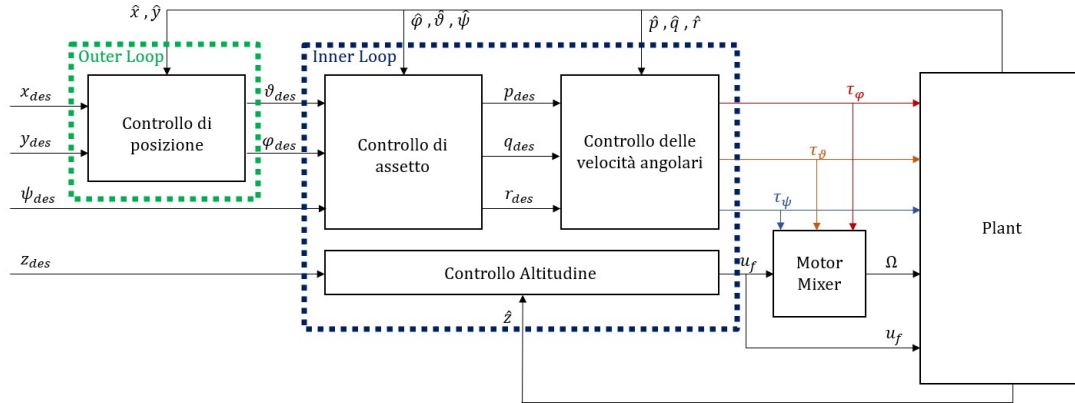 x̂ , ŷ
φ̂ , ϑ̂ , ψ̂
p̂ , q̂ , r̂
Outer Loop
Inner Loop
x_des
y_des
ψ_des
z_des
Controllo di
posizione
ϑ_des
φ_des
Controllo di
assetto
p_des
q_des
r_des
Controllo delle
velocità angolari
τ_φ
τ_ϑ
τ_ψ
Plant
Controllo Altitudine
u_f
Motor
Mixer
Ω
ẑ
u_f